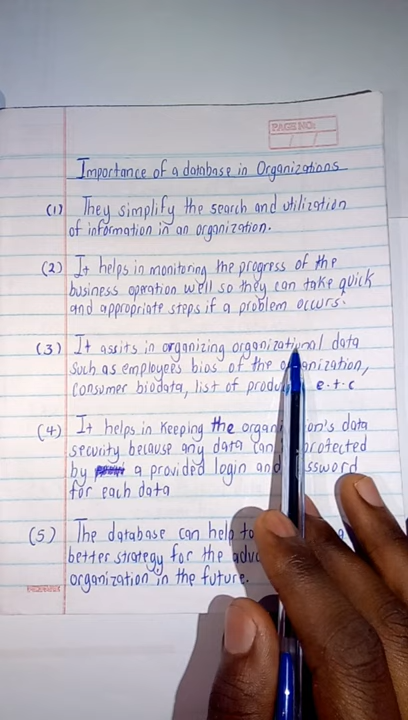 PAGE NO:
Importance of a database in Organizations
(1) They simplify the search and utilization
of information in an organization.
(2) It helps in monitoring the progress of the
business operation well so they can take quick
and appropriate steps if a problem occurs.
(3) It assits in organizing organizational data
such as employees bios of the
consumer biodata, list of e.t.c
(4) It helps in keeping the data
security because any data can
by a provided login and
for each data
(5) The database can help
better strategy for the
organization in the future.